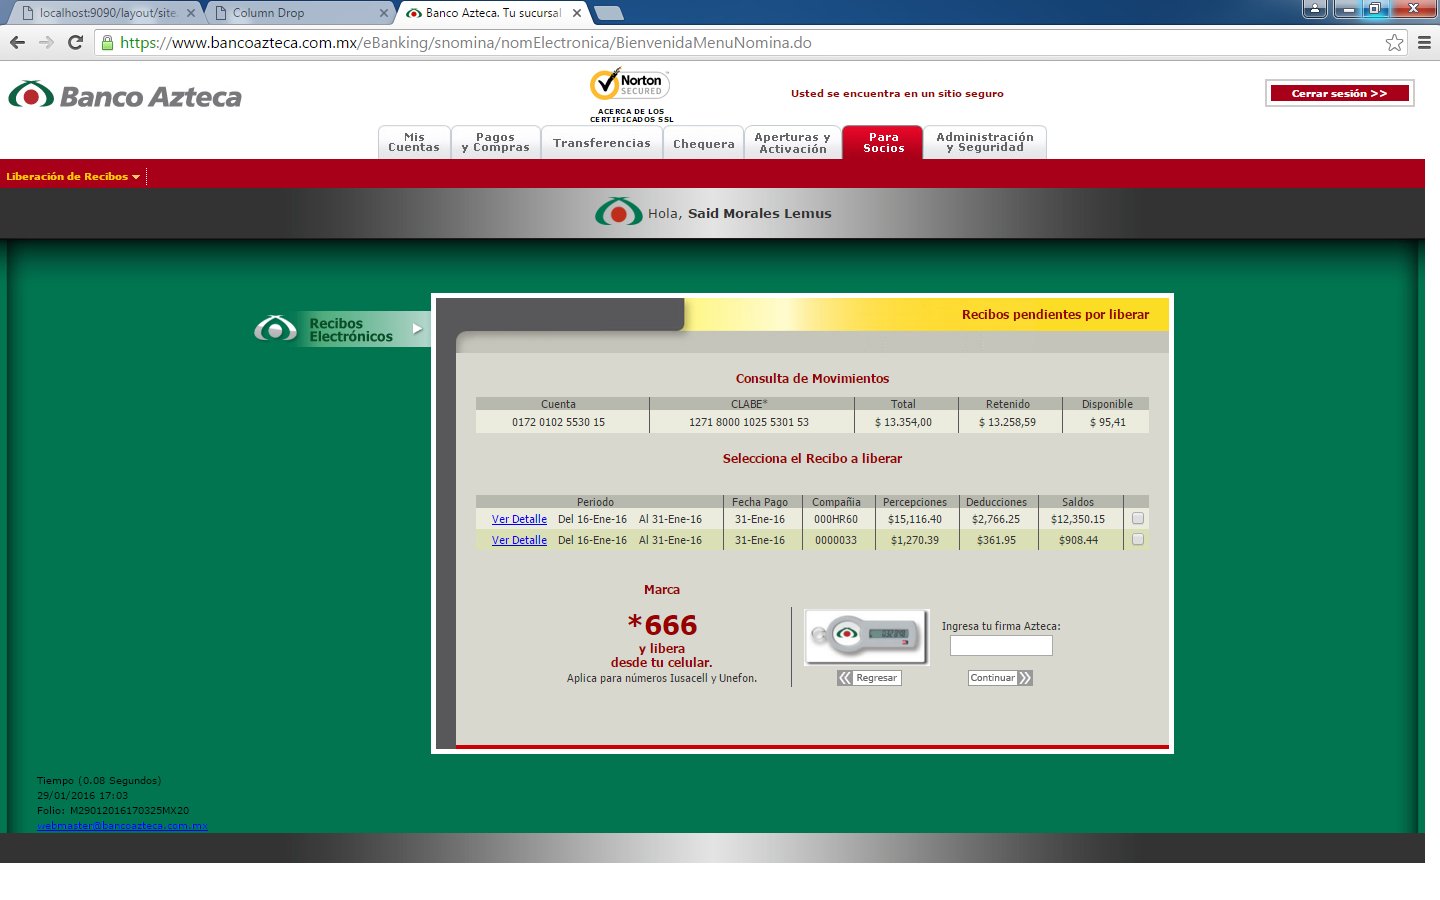 localhost:9090/layout/site.
Column Drop
Banco Azteca. Tu sucursal
https://www.bancoazteca.com.mx/eBanking/snomina/nomElectronica/BienvenidaMenuNomina.do
Banco Azteca
Norton
SECURED
ACERCA DE LOS
CERTIFICADOS SSL
Usted se encuentra en un sitio seguro
Cerrar sesión >>
Mis
Cuentas
Pagos
y Compras
Transferencias
Chequera
Aperturas y
Activación
Para
Socios
Administración
y Seguridad
Liberación de Recibos
Hola, Said Morales Lemus
Recibos
Electrónicos
Recibos pendientes por liberar
Consulta de Movimientos
Cuenta CLABE* Total Retenido Disponible
0172 0102 5530 15 1271 8000 1025 5301 53 $ 13.354,00 $ 13.258,59 $ 95,41
Selecciona el Recibo a liberar
Periodo Fecha Pago Compañia Percepciones Deducciones Saldos
Ver Detalle Del 16-Ene-16 Al 31-Ene-16 31-Ene-16 000HR60 $15,116.40 $2,766.25 $12,350.15
Ver Detalle Del 16-Ene-16 Al 31-Ene-16 31-Ene-16 0000033 $1,270.39 $361.95 $908.44
Marca
*666
y libera
desde tu celular.
Aplica para números Iusacell y Unefon.
Ingresa tu firma Azteca:
Regresar
Continuar
Tiempo (0.08 Segundos)
29/01/2016 17:03
Folio: M29012016170325MX20
webmaster@bancoazteca.com.mx